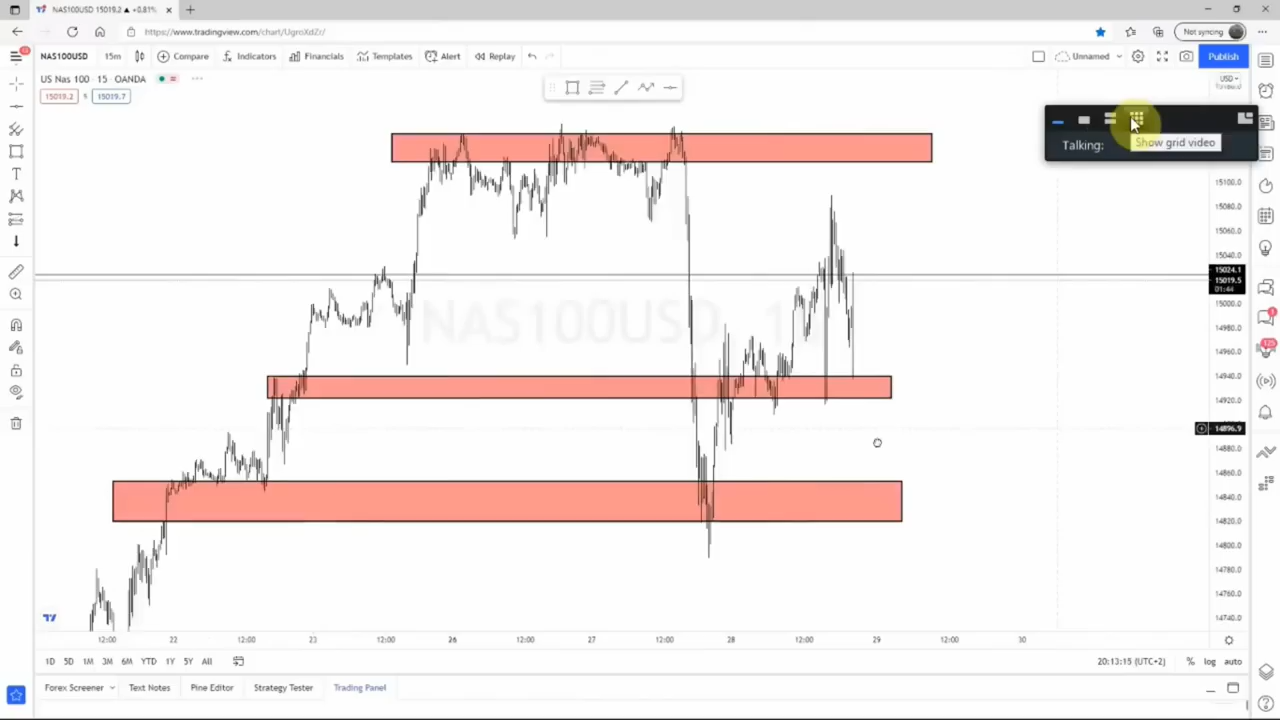 NAS100USD 15019.2 ▲ +0.81%
https://www.tradingview.com/chart/UgroXdZr/
Not syncing
NAS100USD 15m Compare Indicators Financials Templates Alert Replay Unnamed Publish
US Nas 100 · 15 · OANDA
15019.2 15019.7
USD
Talking:
Show grid video
NAS100USD
15100.0
15080.0
15060.0
15040.0
15024.1
15019.5
01:44
15000.0
14980.0
14960.0
14940.0
14920.0
14896.9
14880.0
14860.0
14840.0
14820.0
14800.0
14780.0
14760.0
14740.0
1
125
12:00 22 12:00 23 12:00 26 12:00 27 12:00 28 12:00 29 12:00 30
1D 5D 1M 3M 6M YTD 1Y 5Y All 20:13:15 (UTC+2) % log auto
Forex Screener Text Notes Pine Editor Strategy Tester Trading Panel